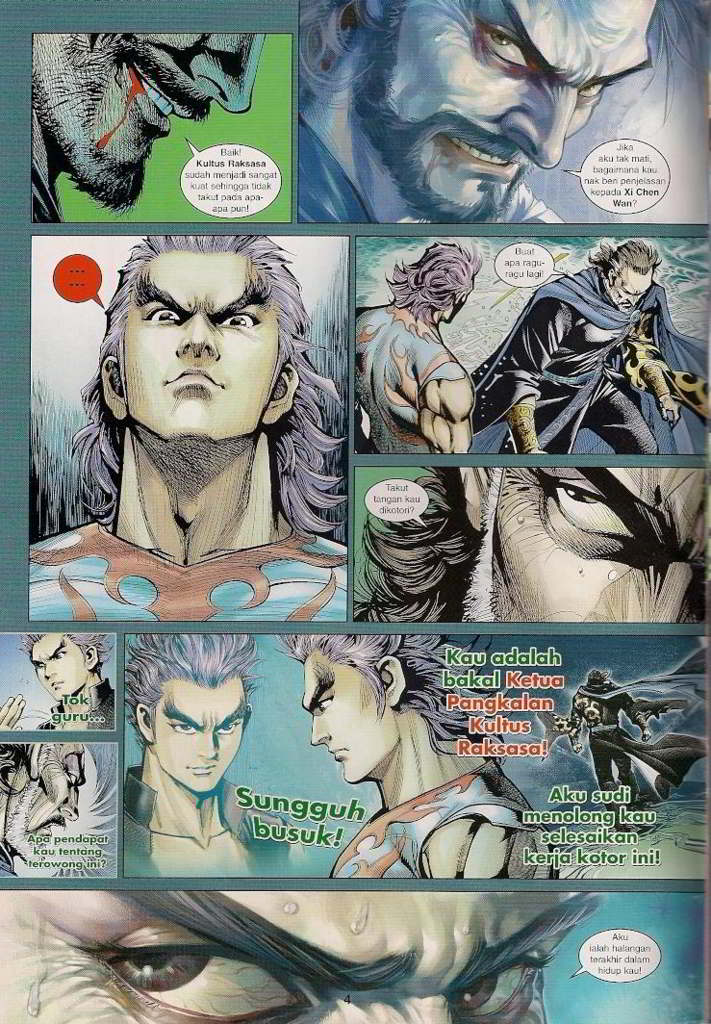 Baik!
Kultus Raksasa
sudah menjadi sangat
kuat sehingga tidak
takut pada apa-
apa pun!
Jika
aku tak mati,
bagaimana kau
nak beri penjelasan
kepada Xi Chen
Wan?
...
...
Buat
apa ragu-
ragu lagi!
Takut
tangan kau
dikotori?
Tok
guru...
Apa pendapat
kau tentang
terowong ini?
Sungguh
busuk!
Kau adalah
bakal Ketua
Pangkalan
Kultus
Raksasa!
Aku sudi
menolong kau
selesaikan
kerja kotor ini!
Aku
ialah halangan
terakhir dalam
hidup kau!
4